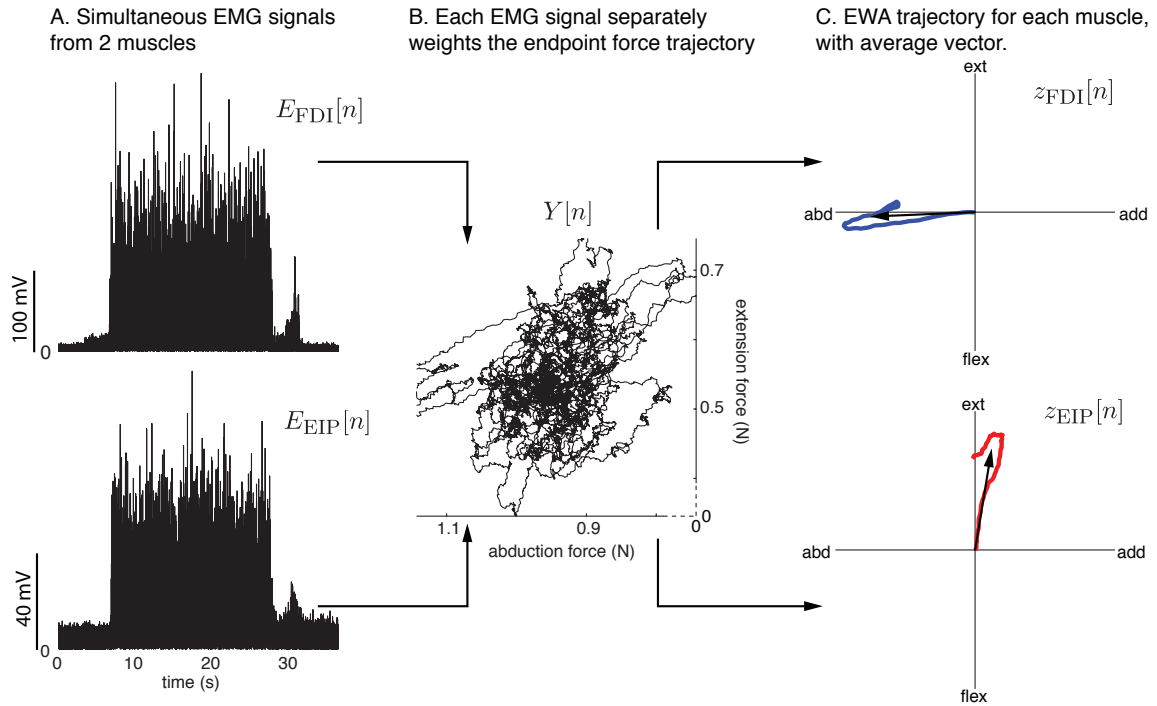 A. Simultaneous EMG signals
from 2 muscles
B. Each EMG signal separately
weights the endpoint force trajectory
C. EWA trajectory for each muscle,
with average vector.
E_FDI[n]
100 mV
0
E_EIP[n]
40 mV
0
0 10 20 30
time (s)
Y[n]
0.7
0.5
0
extension force (N)
1.1 0.9 0
abduction force (N)
ext
z_FDI[n]
abd add
flex
ext
z_EIP[n]
abd add
flex